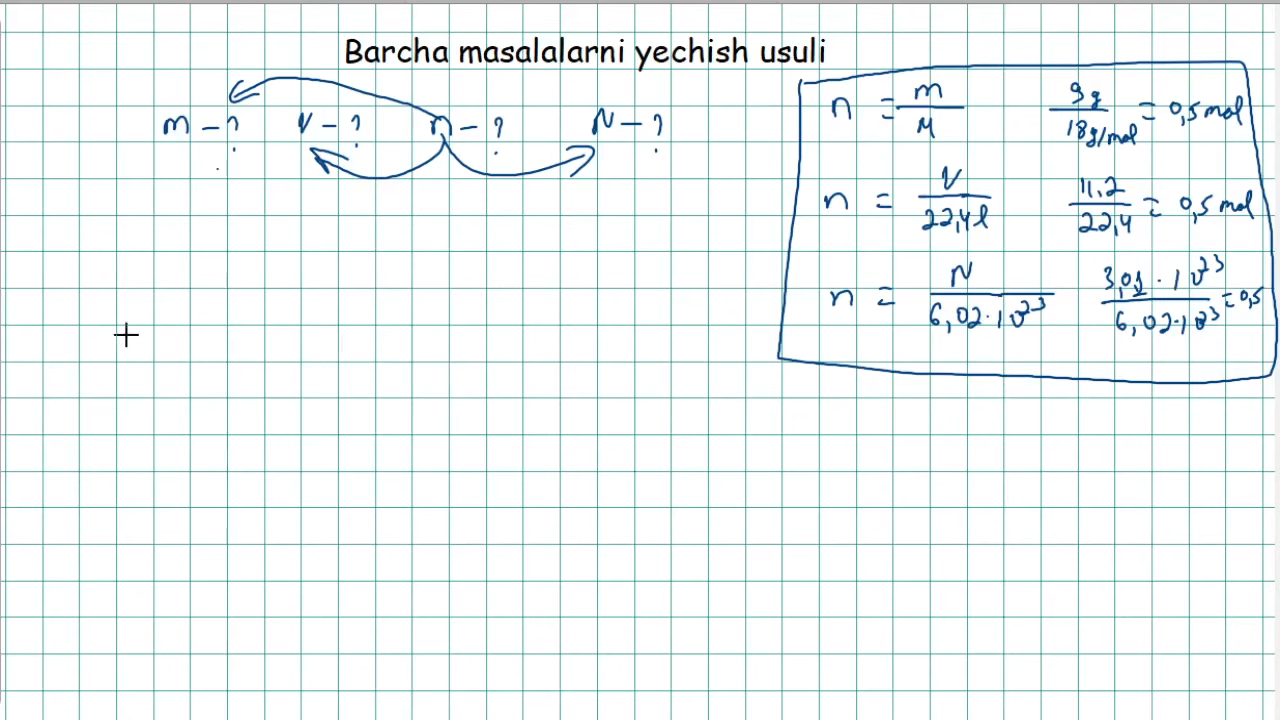 Barcha masalalarni yechish usuli
m – ? V – ? n – ? N – ?
n = m/M 9g/18g/mol = 0,5 mol
n = V/22,4l 11.2/22,4 = 0,5 mol
n = N/6,02·10²³ 3,01·10²³/6,02·10²³ = 0,5